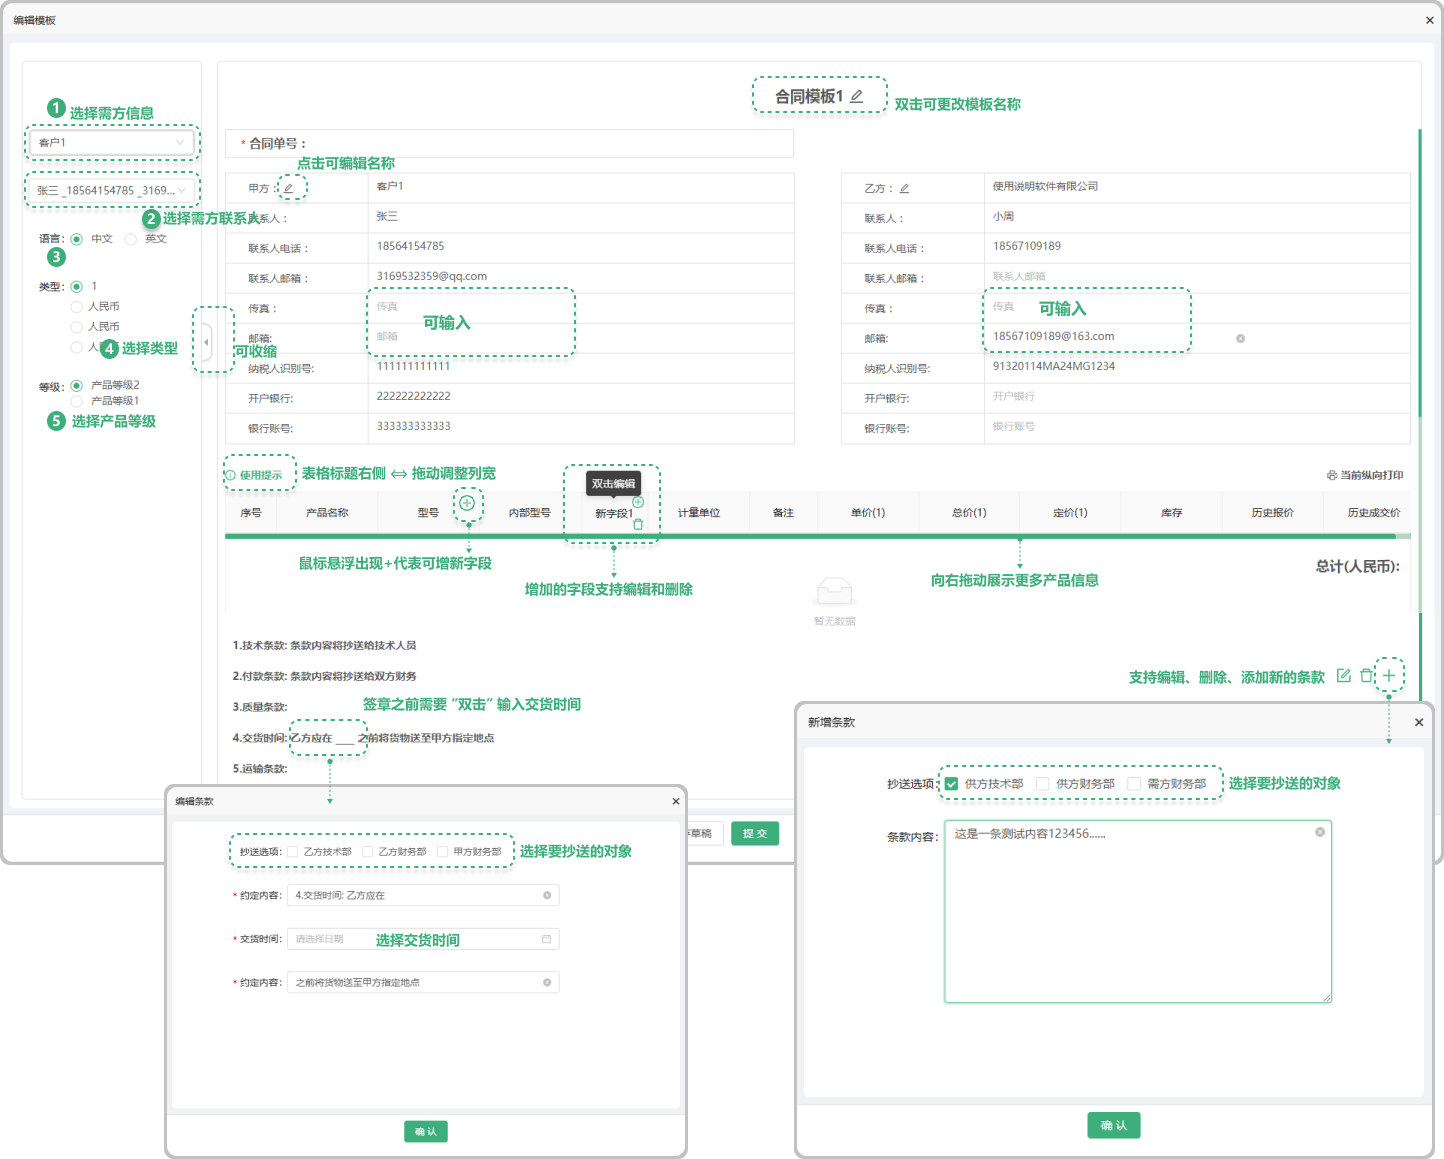 编辑模板
1 选择需方信息
客户1
张三 _18564154785 _3169...
2 选择需方联系人
语言: 中文 英文
3
类型: 1
人民币
人民币
4 选择类型
可收缩
等级: 产品等级2
产品等级1
5 选择产品等级
合同模板1
双击可更改模板名称
* 合同单号：
点击可编辑名称
甲方： 客户1
联系人： 张三
联系人电话： 18564154785
联系人邮箱： 3169532359@qq.com
传真： 传真
可输入
邮箱: 邮箱
纳税人识别号: 111111111111
开户银行: 222222222222
银行账号: 333333333333
乙方： 使用说明软件有限公司
联系人： 小周
联系人电话： 18567109189
联系人邮箱： 联系人邮箱
传真： 传真
可输入
邮箱: 18567109189@163.com
纳税人识别号: 91320114MA24MG1234
开户银行: 开户银行
银行账号: 银行账号
使用提示
表格标题右侧 ⇔ 拖动调整列宽
双击编辑
当前纵向打印
序号 产品名称 型号 内部型号 新字段1 计量单位 备注 单价(1) 总价(1) 定价(1) 库存 历史报价 历史成交价
鼠标悬浮出现+代表可增新字段
增加的字段支持编辑和删除
向右拖动展示更多产品信息
总计(人民币):
暂无数据
1.技术条款: 条款内容将抄送给技术人员
2.付款条款: 条款内容将抄送给双方财务
3.质量条款:
签章之前需要 “双击” 输入交货时间
4.交货时间: 乙方应在 ___ 之前将货物送至甲方指定地点
5.运输条款:
支持编辑、删除、添加新的条款
草稿
提 交
编辑条款
抄送选项: 乙方技术部 乙方财务部 甲方财务部
选择要抄送的对象
* 约定内容: 4.交货时间: 乙方应在
* 交货时间: 请选择日期
选择交货时间
* 约定内容: 之前将货物送至甲方指定地点
确 认
新增条款
抄送选项: 供方技术部 供方财务部 需方财务部
选择要抄送的对象
条款内容: 这是一条测试内容123456......
确 认